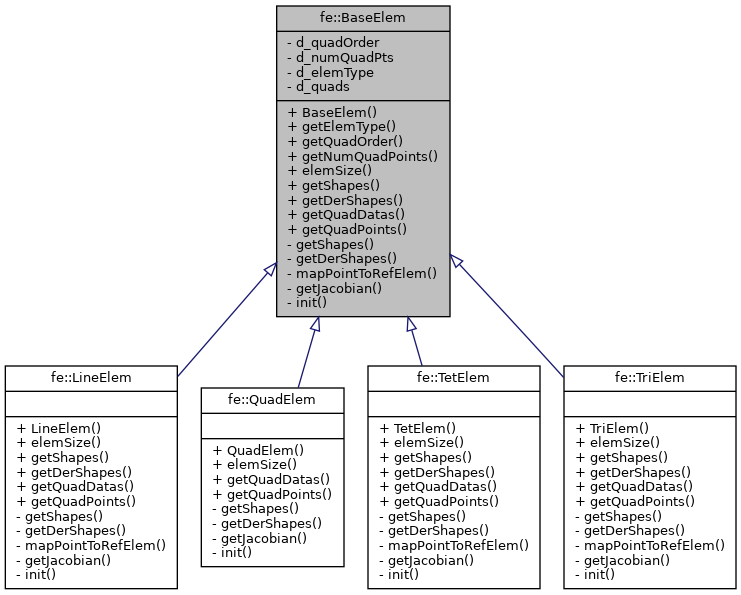 fe::BaseElem
- d_quadOrder
- d_numQuadPts
- d_elemType
- d_quads
+ BaseElem()
+ getElemType()
+ getQuadOrder()
+ getNumQuadPoints()
+ elemSize()
+ getShapes()
+ getDerShapes()
+ getQuadDatas()
+ getQuadPoints()
- getShapes()
- getDerShapes()
- mapPointToRefElem()
- getJacobian()
- init()
fe::LineElem
+ LineElem()
+ elemSize()
+ getShapes()
+ getDerShapes()
+ getQuadDatas()
+ getQuadPoints()
- getShapes()
- getDerShapes()
- mapPointToRefElem()
- getJacobian()
- init()
fe::QuadElem
+ QuadElem()
+ elemSize()
+ getQuadDatas()
+ getQuadPoints()
- getShapes()
- getDerShapes()
- getJacobian()
- init()
fe::TetElem
+ TetElem()
+ elemSize()
+ getShapes()
+ getDerShapes()
+ getQuadDatas()
+ getQuadPoints()
- getShapes()
- getDerShapes()
- mapPointToRefElem()
- getJacobian()
- init()
fe::TriElem
+ TriElem()
+ elemSize()
+ getShapes()
+ getDerShapes()
+ getQuadDatas()
+ getQuadPoints()
- getShapes()
- getDerShapes()
- mapPointToRefElem()
- getJacobian()
- init()